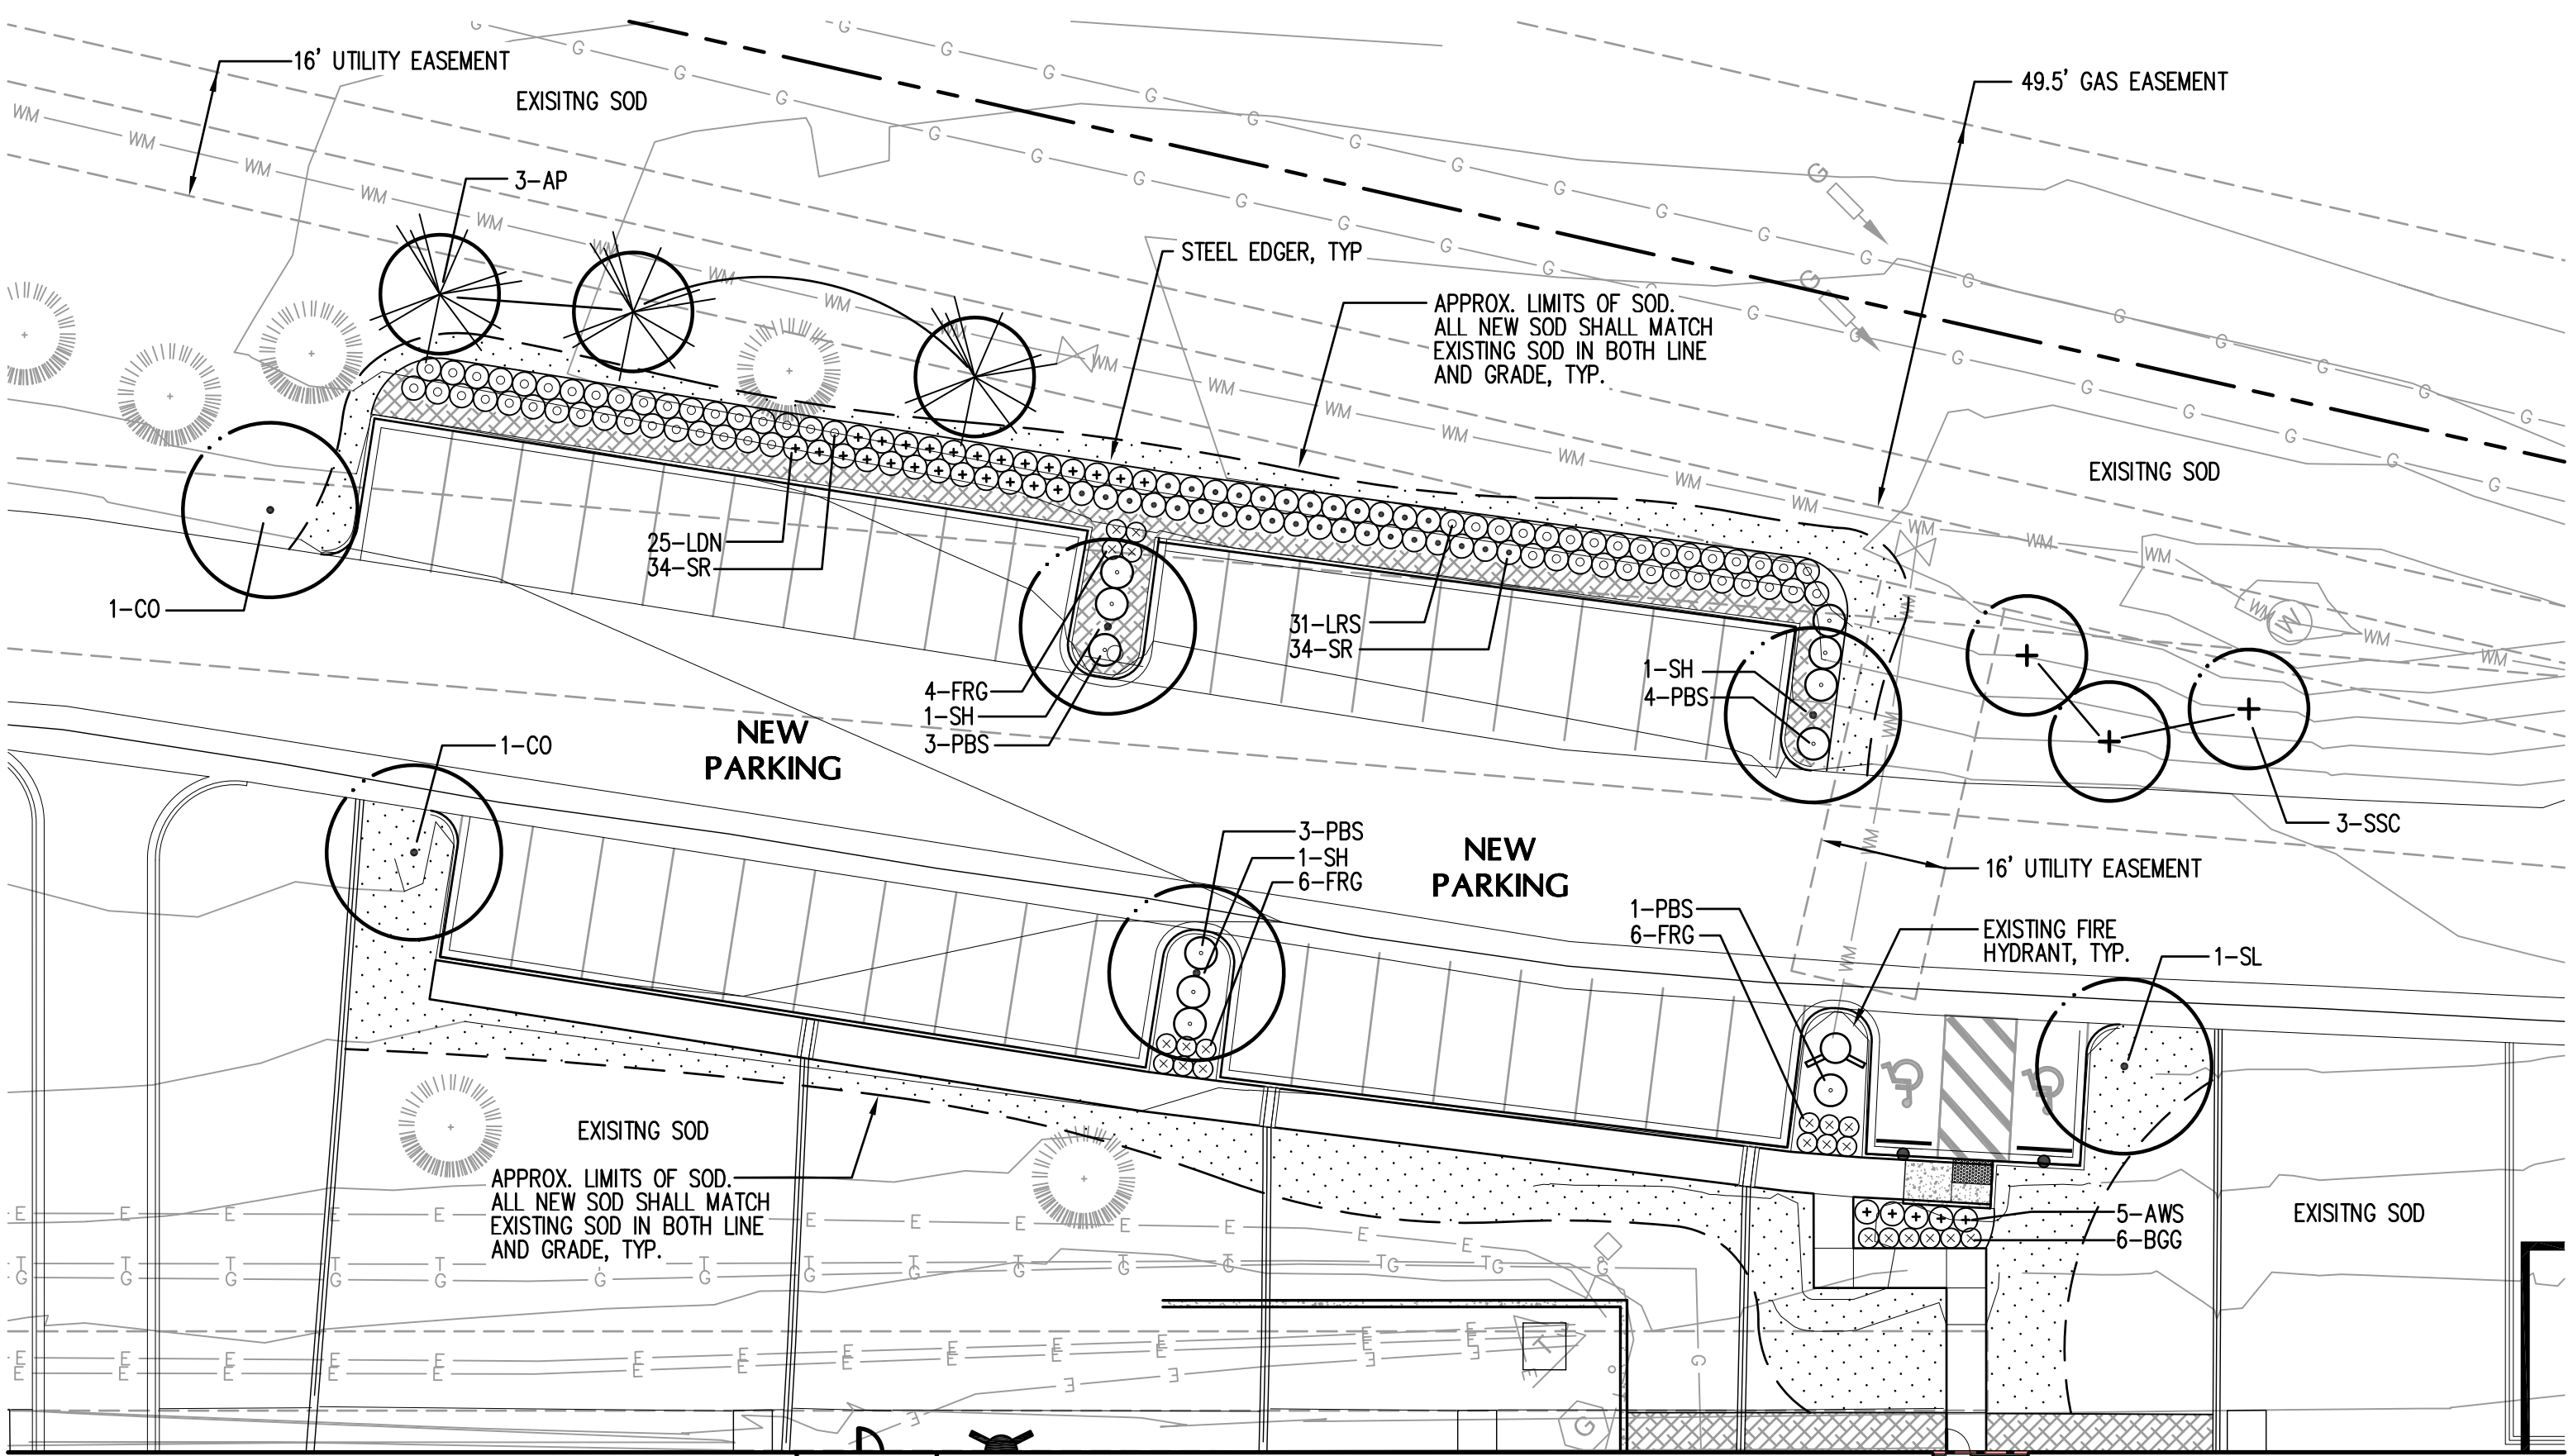 16' UTILITY EASEMENT
EXISITNG SOD
49.5' GAS EASEMENT
3-AP
STEEL EDGER, TYP
APPROX. LIMITS OF SOD.
ALL NEW SOD SHALL MATCH
EXISTING SOD IN BOTH LINE
AND GRADE, TYP.
EXISITNG SOD
25-LDN
34-SR
1-CO
31-LRS
34-SR
4-FRG
1-SH
3-PBS
1-SH
4-PBS
NEW
PARKING
1-CO
3-SSC
3-PBS
1-SH
6-FRG
NEW
PARKING
16' UTILITY EASEMENT
1-PBS
6-FRG
EXISTING FIRE
HYDRANT, TYP.
1-SL
EXISITNG SOD
APPROX. LIMITS OF SOD.
ALL NEW SOD SHALL MATCH
EXISTING SOD IN BOTH LINE
AND GRADE, TYP.
5-AWS
6-BGG
EXISITNG SOD